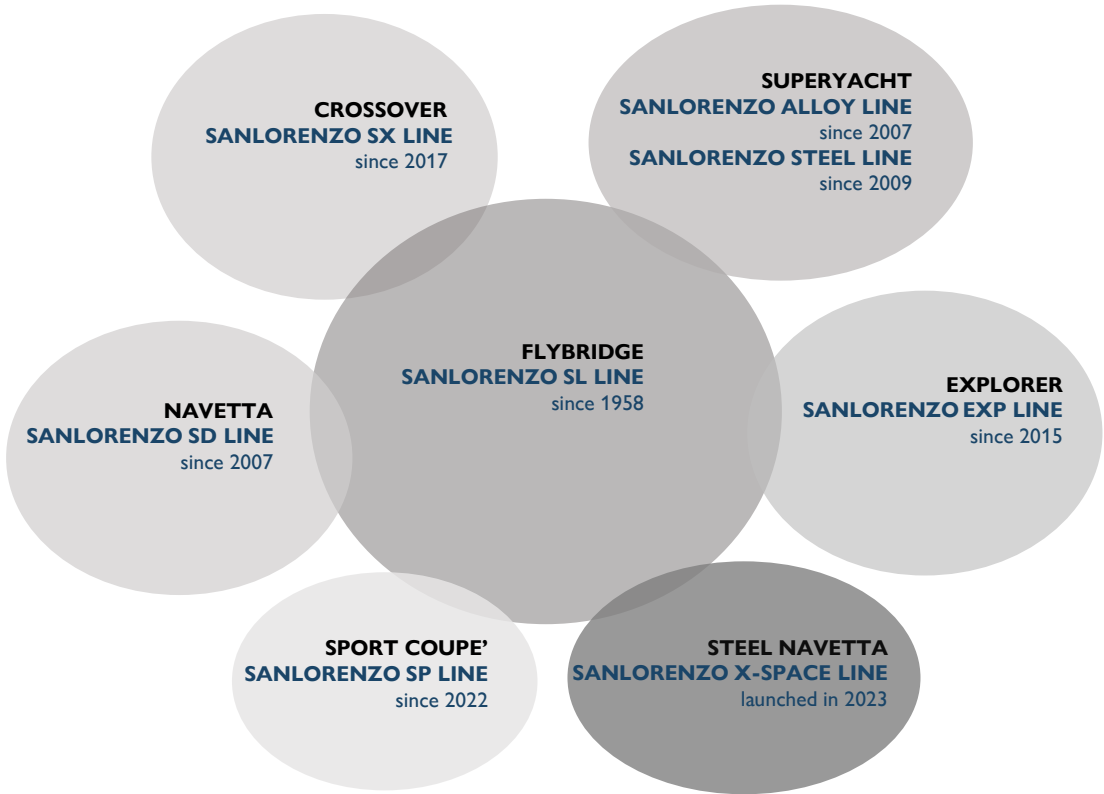 CROSSOVER
SANLORENZO SX LINE
since 2017
SUPERYACHT
SANLORENZO ALLOY LINE
since 2007
SANLORENZO STEEL LINE
since 2009
FLYBRIDGE
SANLORENZO SL LINE
since 1958
EXPLORER
SANLORENZO EXP LINE
since 2015
NAVETTA
SANLORENZO SD LINE
since 2007
SPORT COUPE’
SANLORENZO SP LINE
since 2022
STEEL NAVETTA
SANLORENZO X-SPACE LINE
launched in 2023